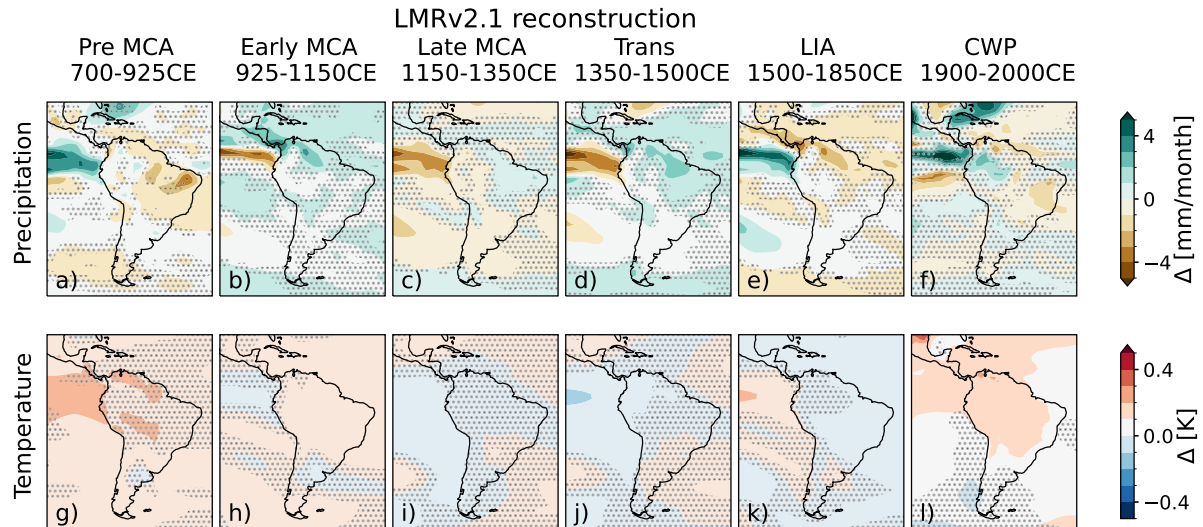 LMRv2.1 reconstruction
Pre MCA
700-925CE
Early MCA
925-1150CE
Late MCA
1150-1350CE
Trans
1350-1500CE
LIA
1500-1850CE
CWP
1900-2000CE
Precipitation
a)
b)
c)
d)
e)
f)
4
0
−4
Δ [mm/month]
Temperature
g)
h)
i)
j)
k)
l)
0.4
0.0
−0.4
Δ [K]